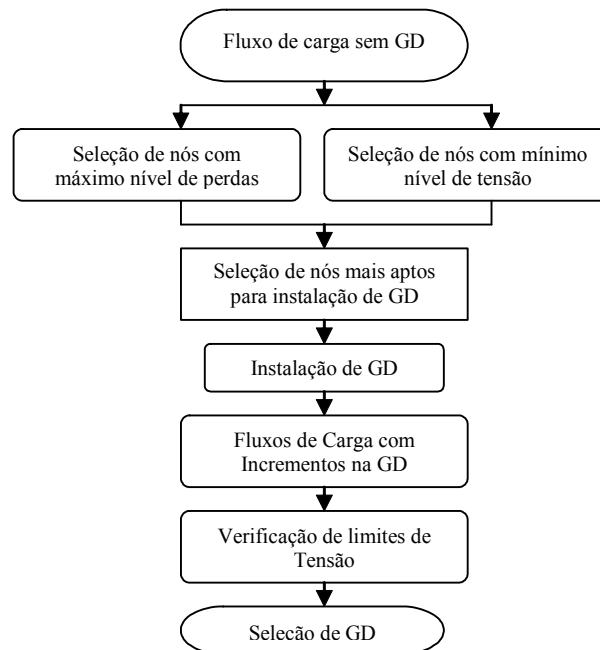 Fluxo de carga sem GD
Seleção de nós com
máximo nível de perdas
Seleção de nós com mínimo
nível de tensão
Seleção de nós mais aptos
para instalação de GD
Instalação de GD
Fluxos de Carga com
Incrementos na GD
Verificação de limites de
Tensão
Seleção de GD